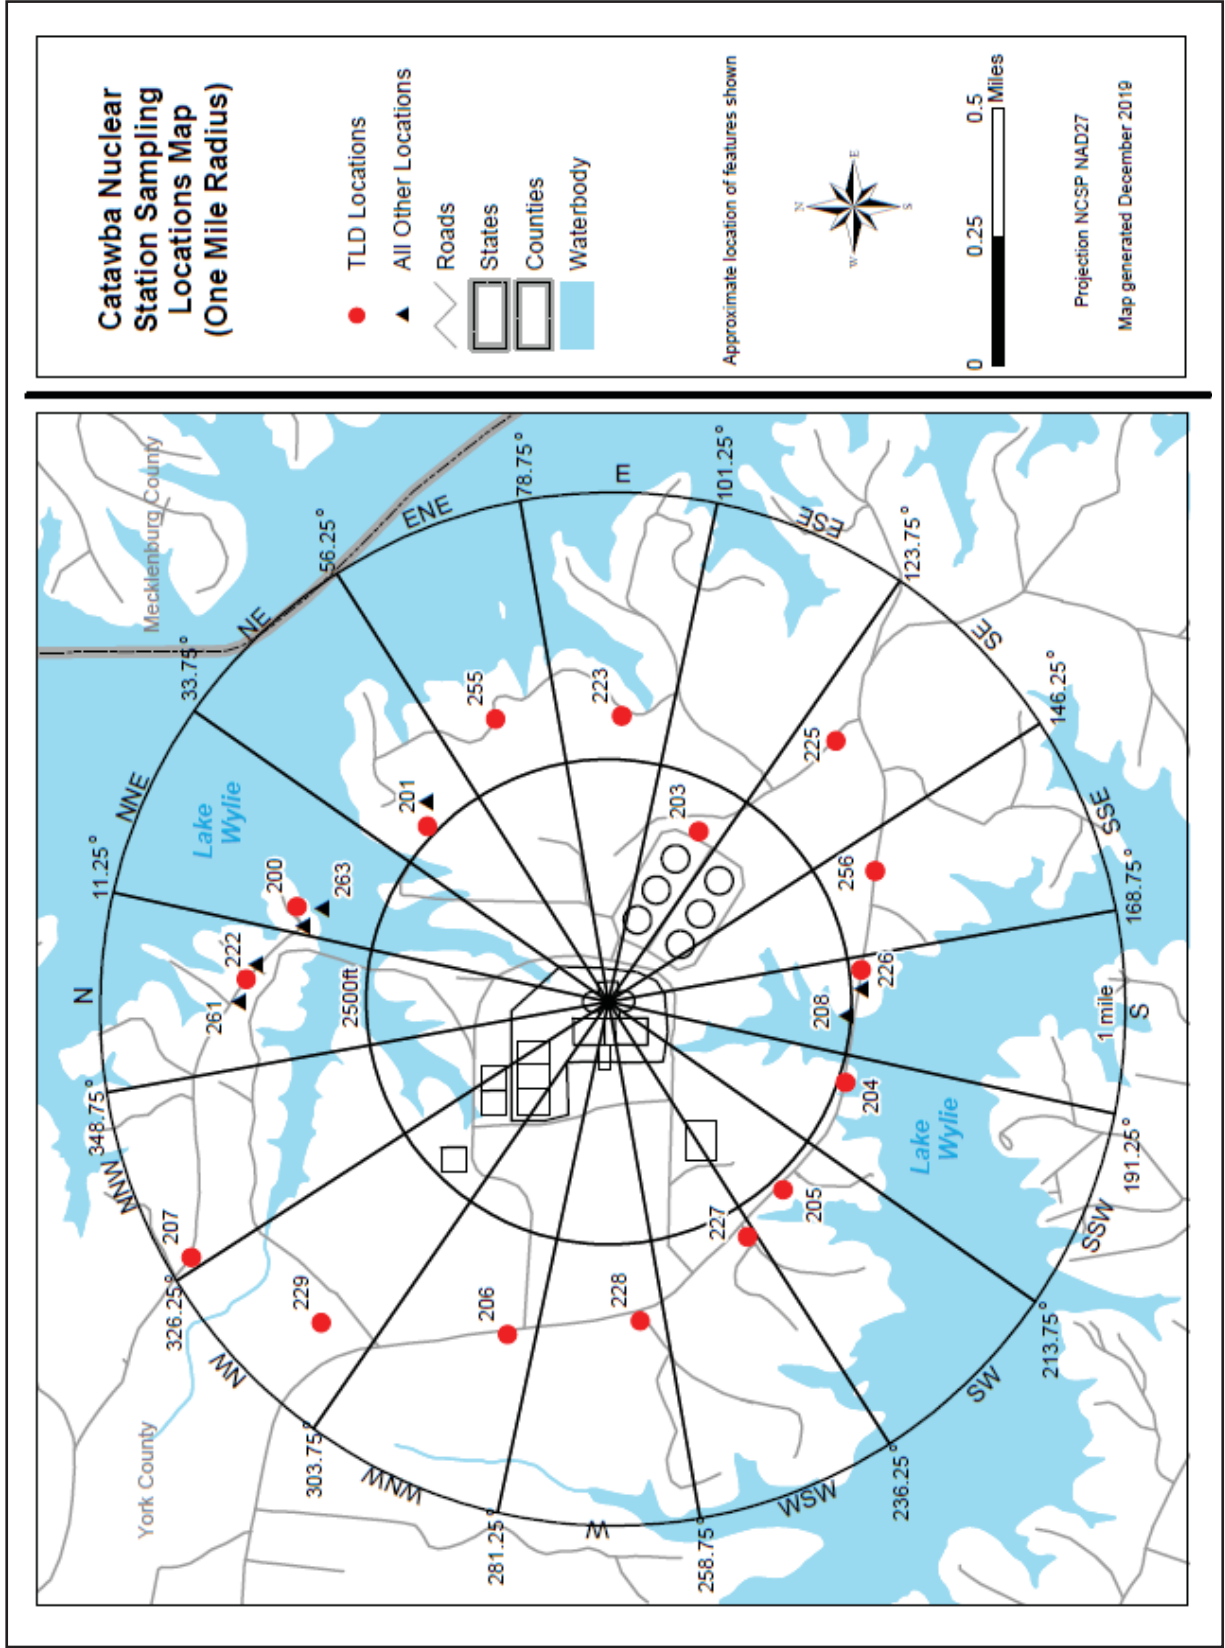 Catawba Nuclear
Station Sampling
Locations Map
(One Mile Radius)
TLD Locations
All Other Locations
Roads
States
Counties
Waterbody
Approximate location of features shown
N
E
S
W
0
0.25
0.5
Miles
Projection NCSP NAD27
Map generated December 2019
Mecklenburg County
York County
Lake
Wylie
Lake
Wylie
N
NNE
NE
ENE
E
ESE
SE
SSE
S
SSW
SW
WSW
W
WNW
NW
NNW
11.25°
33.75°
56.25°
78.75°
101.25°
123.75°
146.25°
168.75°
191.25°
213.75°
236.25°
258.75°
281.25°
303.75°
326.25°
348.75°
2500ft
1 mile
200
263
222
261
201
255
223
203
225
256
226
208
204
205
227
228
206
229
207